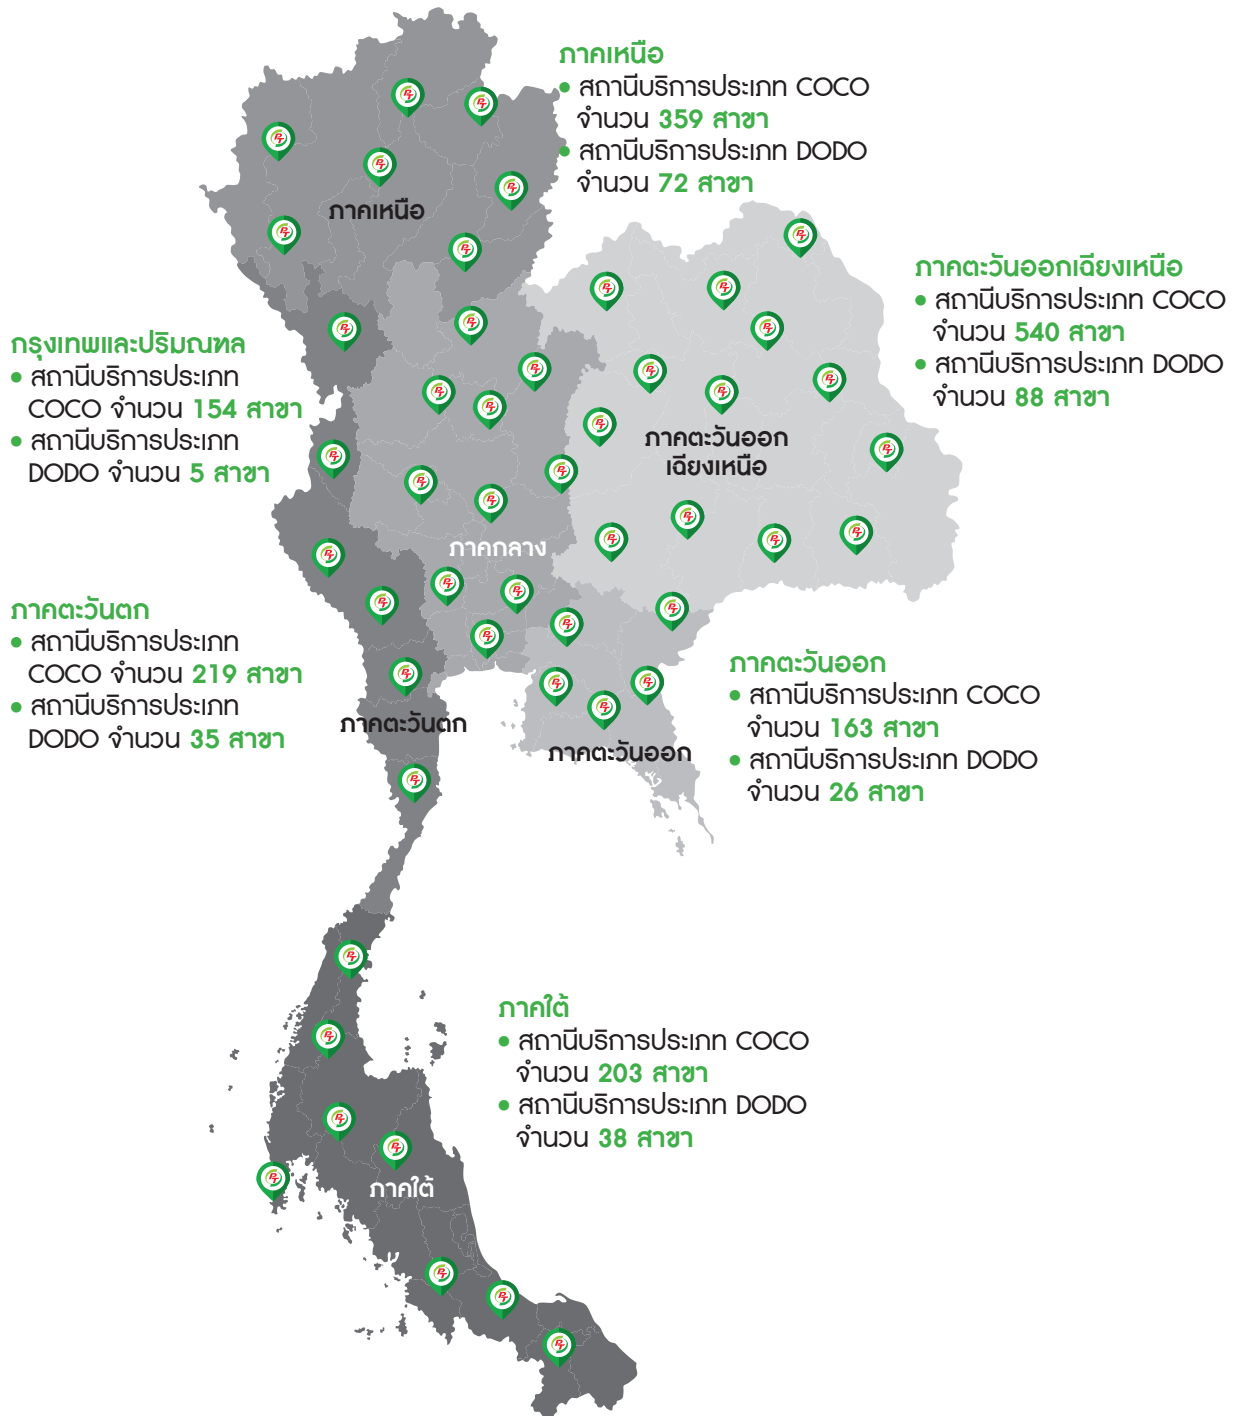 ภาคเหนือ
• สถานีบริการประเภท COCO
จำนวน 359 สาขา
• สถานีบริการประเภท DODO
จำนวน 72 สาขา
ภาคเหนือ
ภาคตะวันออกเฉียงเหนือ
• สถานีบริการประเภท COCO
จำนวน 540 สาขา
• สถานีบริการประเภท DODO
จำนวน 88 สาขา
กรุงเทพและปริมณฑล
• สถานีบริการประเภท
COCO จำนวน 154 สาขา
• สถานีบริการประเภท
DODO จำนวน 5 สาขา
ภาคตะวันออก
เฉียงเหนือ
ภาคกลาง
ภาคตะวันตก
• สถานีบริการประเภท
COCO จำนวน 219 สาขา
• สถานีบริการประเภท
DODO จำนวน 35 สาขา
ภาคตะวันตก
ภาคตะวันออก
ภาคตะวันออก
• สถานีบริการประเภท COCO
จำนวน 163 สาขา
• สถานีบริการประเภท DODO
จำนวน 26 สาขา
ภาคใต้
• สถานีบริการประเภท COCO
จำนวน 203 สาขา
• สถานีบริการประเภท DODO
จำนวน 38 สาขา
ภาคใต้
PT